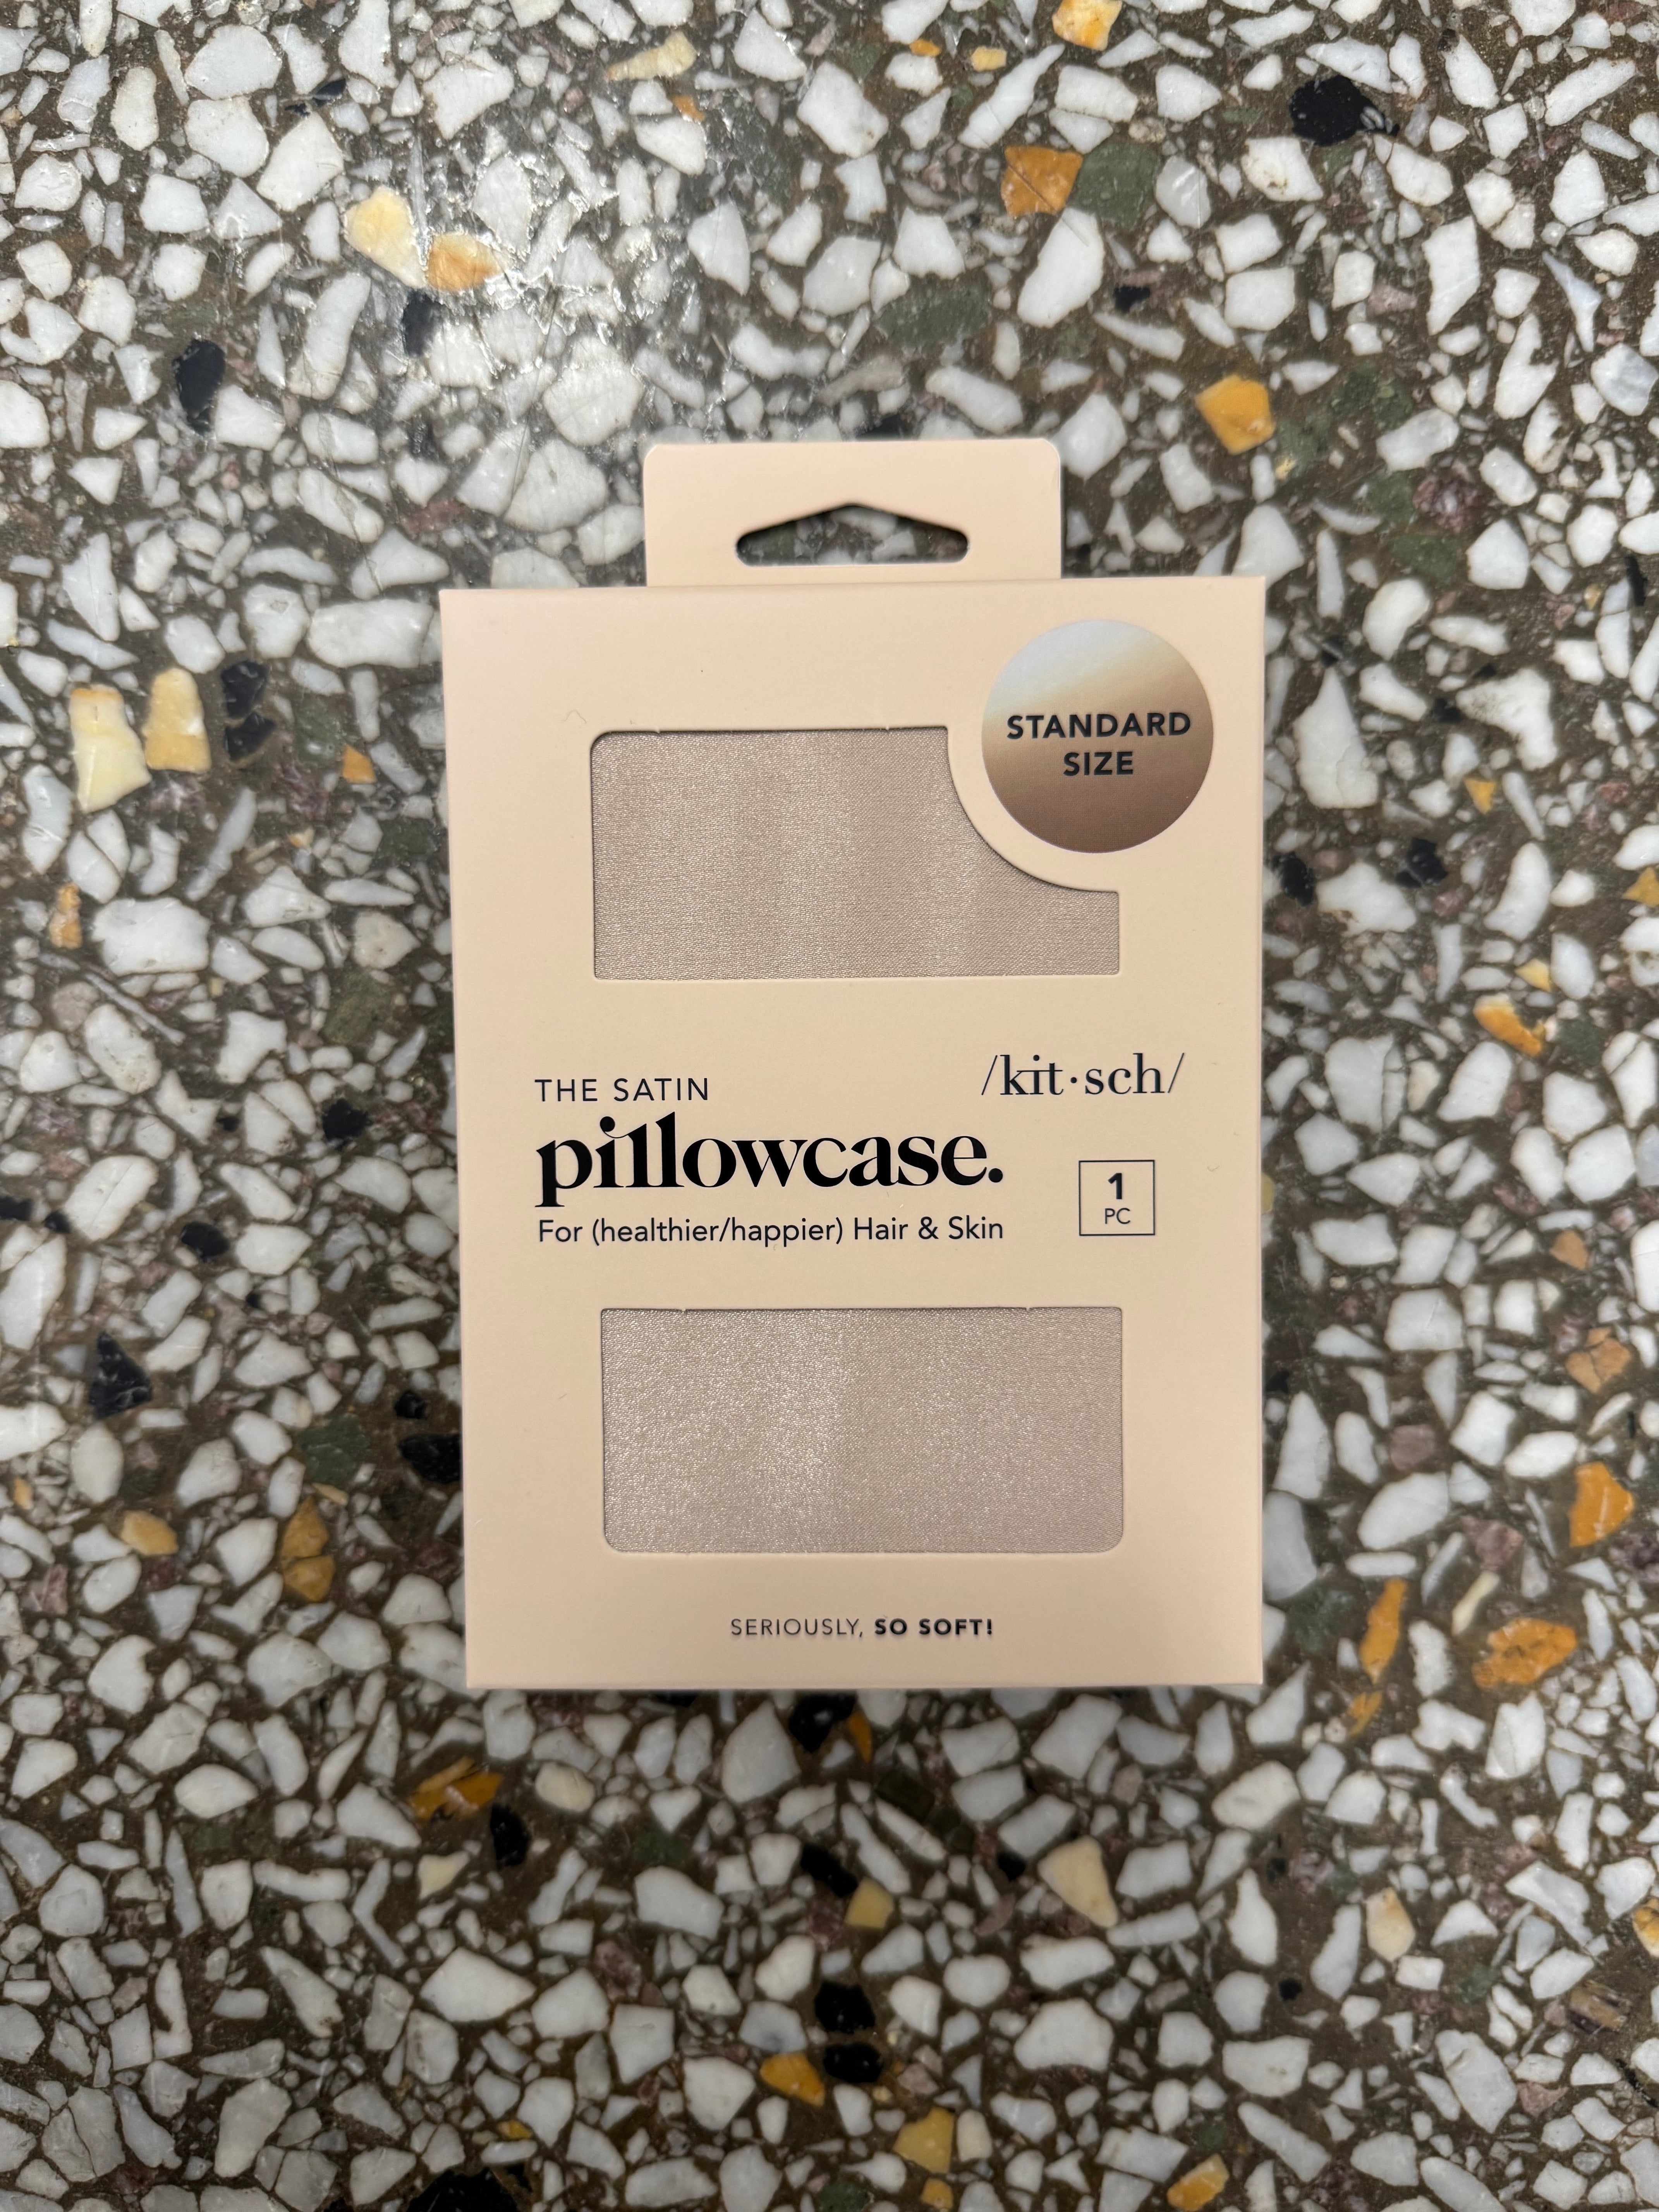 STANDARD
SIZE
/kit·sch/
THE SATIN
pillowcase.
For (healthier/happier) Hair & Skin
1
PC
SERIOUSLY, SO SOFT!